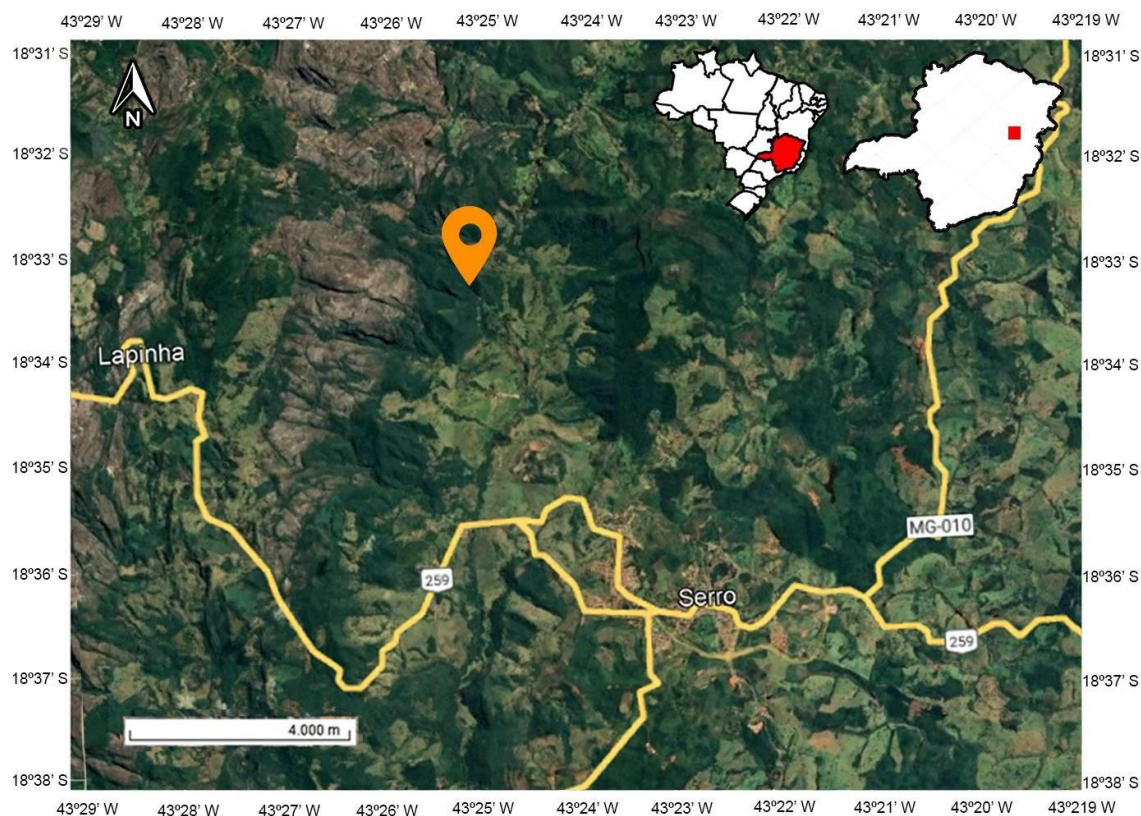 43º29' W 43º28' W 43º27' W 43º26' W 43º25' W 43º24' W 43º23' W 43º22' W 43º21' W 43º20' W 43º219 W
18º31' S
18º31' S
N
18º32' S
18º32' S
18º33' S
18º33' S
Lapinha
18º34' S
18º34' S
18º35' S
18º35' S
MG-010
18º36' S
259
Serro
18º36' S
259
18º37' S
18º37' S
4.000 m
18º38' S
18º38' S
43º29' W 43º28' W 43º27' W 43º26' W 43º25' W 43º24' W 43º23' W 43º22' W 43º21' W 43º20' W 43º219 W